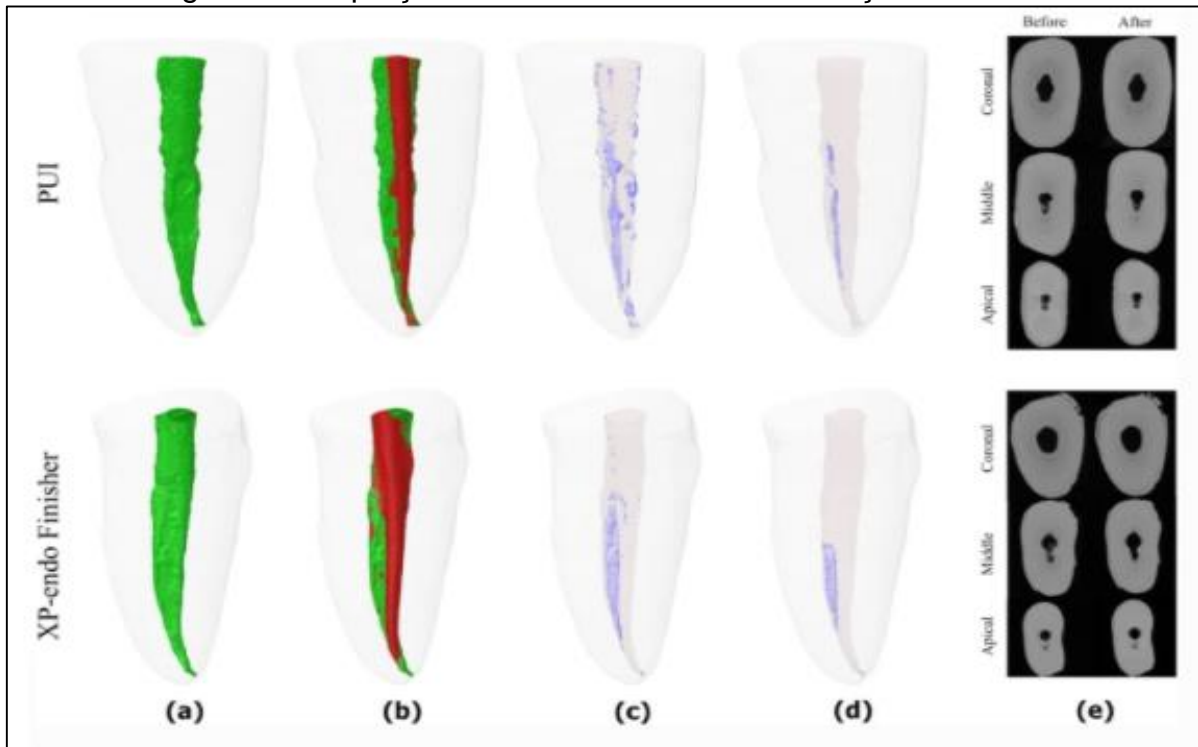 Before After
PUI
Coronal
Middle
Apical
XP-endo Finisher
Coronal
Middle
Apical
(a) (b) (c) (d) (e)